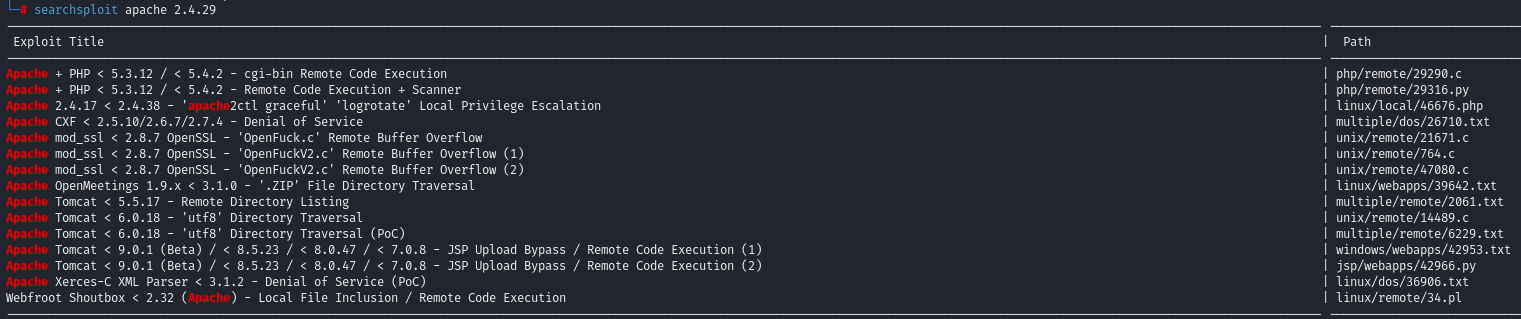 └─# searchsploit apache 2.4.29
Exploit Title | Path
Apache + PHP < 5.3.12 / < 5.4.2 - cgi-bin Remote Code Execution | php/remote/29290.c
Apache + PHP < 5.3.12 / < 5.4.2 - Remote Code Execution + Scanner | php/remote/29316.py
Apache 2.4.17 < 2.4.38 - 'apache2ctl graceful' 'logrotate' Local Privilege Escalation | linux/local/46676.php
Apache CXF < 2.5.10/2.6.7/2.7.4 - Denial of Service | multiple/dos/26710.txt
Apache mod_ssl < 2.8.7 OpenSSL - 'OpenFuck.c' Remote Buffer Overflow | unix/remote/21671.c
Apache mod_ssl < 2.8.7 OpenSSL - 'OpenFuckV2.c' Remote Buffer Overflow (1) | unix/remote/764.c
Apache mod_ssl < 2.8.7 OpenSSL - 'OpenFuckV2.c' Remote Buffer Overflow (2) | unix/remote/47080.c
Apache OpenMeetings 1.9.x < 3.1.0 - '.ZIP' File Directory Traversal | linux/webapps/39642.txt
Apache Tomcat < 5.5.17 - Remote Directory Listing | multiple/remote/2061.txt
Apache Tomcat < 6.0.18 - 'utf8' Directory Traversal | unix/remote/14489.c
Apache Tomcat < 6.0.18 - 'utf8' Directory Traversal (PoC) | multiple/remote/6229.txt
Apache Tomcat < 9.0.1 (Beta) / < 8.5.23 / < 8.0.47 / < 7.0.8 - JSP Upload Bypass / Remote Code Execution (1) | windows/webapps/42953.txt
Apache Tomcat < 9.0.1 (Beta) / < 8.5.23 / < 8.0.47 / < 7.0.8 - JSP Upload Bypass / Remote Code Execution (2) | jsp/webapps/42966.py
Apache Xerces-C XML Parser < 3.1.2 - Denial of Service (PoC) | linux/dos/36906.txt
Webfroot Shoutbox < 2.32 (Apache) - Local File Inclusion / Remote Code Execution | linux/remote/34.pl